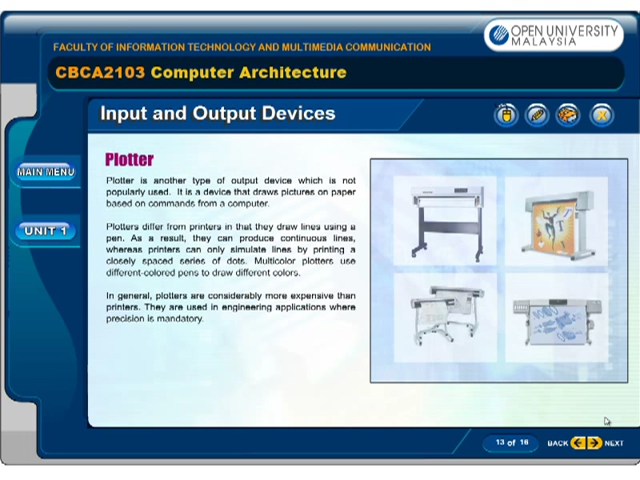 OPEN UNIVERSITY
MALAYSIA
FACULTY OF INFORMATION TECHNOLOGY AND MULTIMEDIA COMMUNICATION
CBCA2103 Computer Architecture
Input and Output Devices
MAIN MENU
UNIT 1
Plotter
Plotter is another type of output device which is not
popularly used. It is a device that draws pictures on paper
based on commands from a computer.
Plotters differ from printers in that they draw lines using a
pen. As a result, they can produce continuous lines,
whereas printers can only simulate lines by printing a
closely spaced series of dots. Multicolor plotters use
different-colored pens to draw different colors.
In general, plotters are considerably more expensive than
printers. They are used in engineering applications where
precision is mandatory.
13 of 16
BACK
NEXT